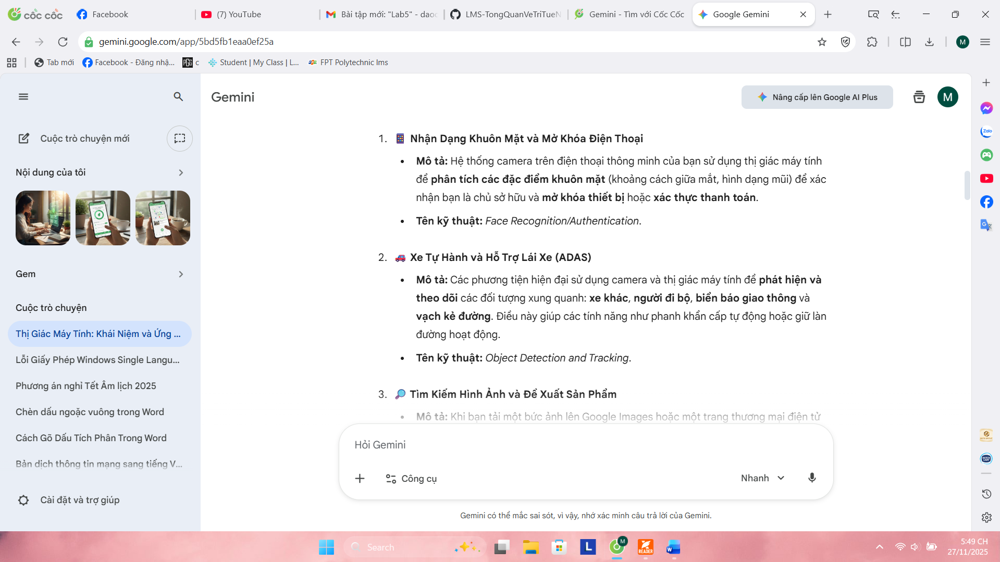 cốc cốc
Facebook
(7) YouTube
Bài tập mới: "Lab5" - daoc
LMS-TongQuanVeTriTueN
Gemini - Tìm với Cốc Cốc
Google Gemini
gemini.google.com/app/5bd5fb1eaa0ef25a
M
Tab mới
Facebook - Đăng nhậ...
PGG
c
Student | My Class | L...
FPT Polytechnic lms
Gemini
Nâng cấp lên Google AI Plus
M
Cuộc trò chuyện mới
Nội dung của tôi
Gem
Cuộc trò chuyện
Thị Giác Máy Tính: Khái Niệm và Ứng ...
Lỗi Giấy Phép Windows Single Langu...
Phương án nghỉ Tết Âm lịch 2025
Chèn dấu ngoặc vuông trong Word
Cách Gõ Dấu Tích Phân Trong Word
Bản dịch thông tin mạng sang tiếng V...
Cài đặt và trợ giúp
1. Nhận Dạng Khuôn Mặt và Mở Khóa Điện Thoại
• Mô tả: Hệ thống camera trên điện thoại thông minh của bạn sử dụng thị giác máy tính
để phân tích các đặc điểm khuôn mặt (khoảng cách giữa mắt, hình dạng mũi) để xác
nhận bạn là chủ sở hữu và mở khóa thiết bị hoặc xác thực thanh toán.
• Tên kỹ thuật: Face Recognition/Authentication.
2. Xe Tự Hành và Hỗ Trợ Lái Xe (ADAS)
• Mô tả: Các phương tiện hiện đại sử dụng camera và thị giác máy tính để phát hiện và
theo dõi các đối tượng xung quanh: xe khác, người đi bộ, biển báo giao thông và
vạch kẻ đường. Điều này giúp các tính năng như phanh khẩn cấp tự động hoặc giữ làn
đường hoạt động.
• Tên kỹ thuật: Object Detection and Tracking.
3. Tìm Kiếm Hình Ảnh và Đề Xuất Sản Phẩm
• Mô tả: Khi bạn tải một bức ảnh lên Google Images hoặc một trang thương mại điện tử
Hỏi Gemini
Công cụ
Nhanh
Gemini có thể mắc sai sót, vì vậy, nhớ xác minh câu trả lời của Gemini.
Zalo
Search
L
M
READER
W
5:49 CH
27/11/2025